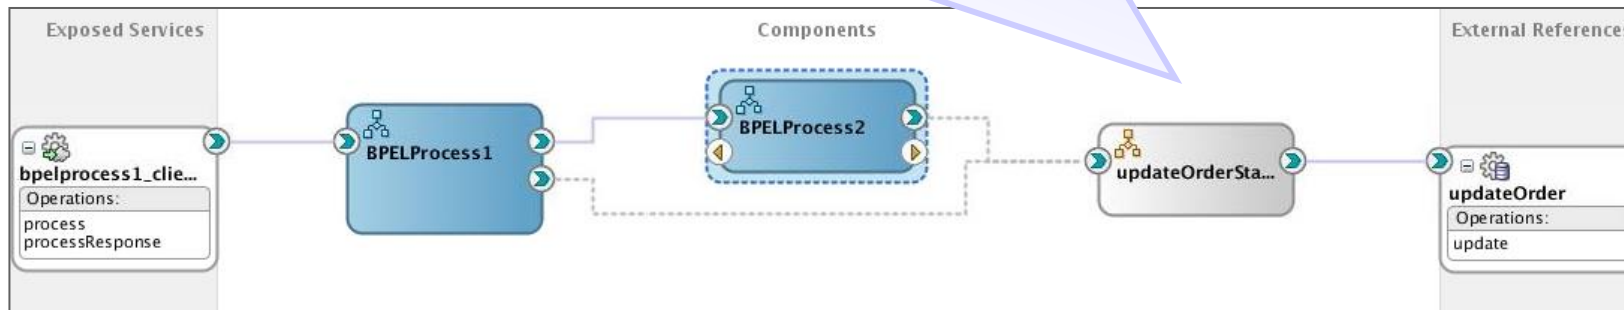 Exposed Services
Components
External Reference
bpelprocess1_clie...
Operations:
process
processResponse
BPELProcess1
BPELProcess2
updateOrderSta...
updateOrder
Operations:
update